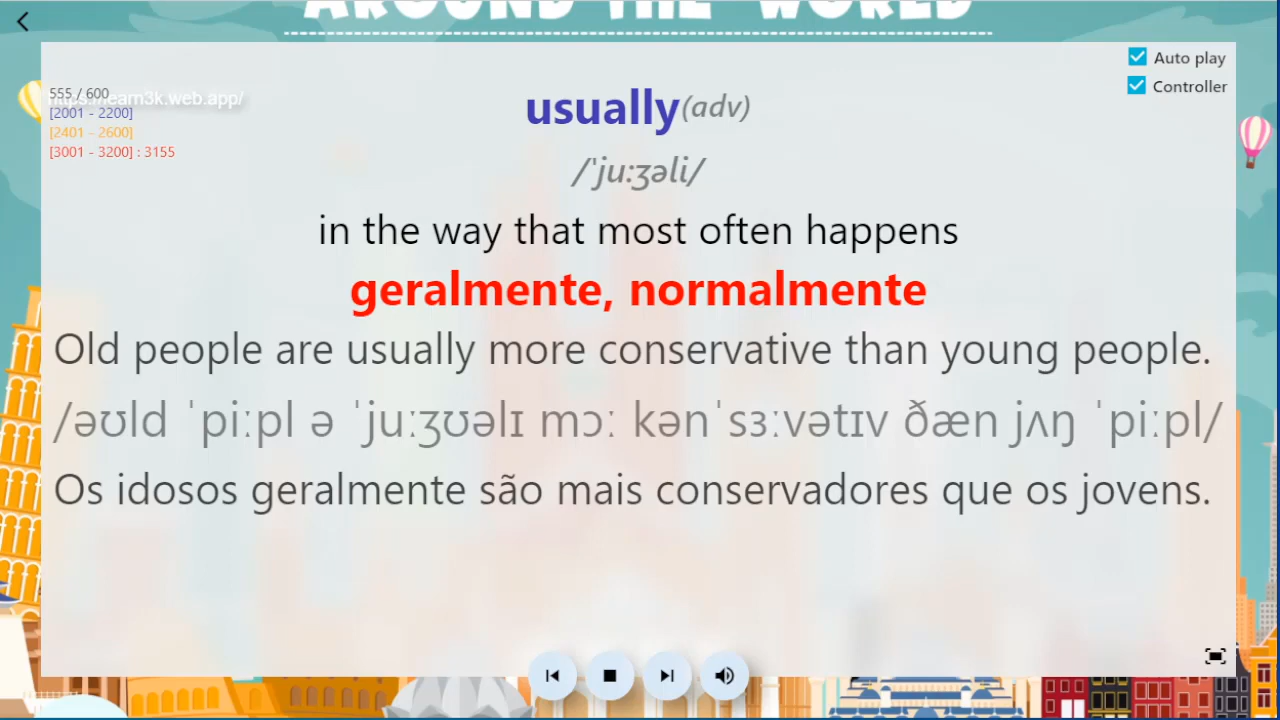 AROUND THE WORLD
Auto play
Controller
555 / 600
https://learn3k.web.app/
[2001 - 2200]
[2401 - 2600]
[3001 - 3200] : 3155
usually(adv)
/ˈjuːʒəli/
in the way that most often happens
geralmente, normalmente
Old people are usually more conservative than young people.
/əʊld ˈpiːpl ə ˈjuːʒʊəlɪ mɔː kənˈsɜːvətɪv ðæn jʌŋ ˈpiːpl/
Os idosos geralmente são mais conservadores que os jovens.